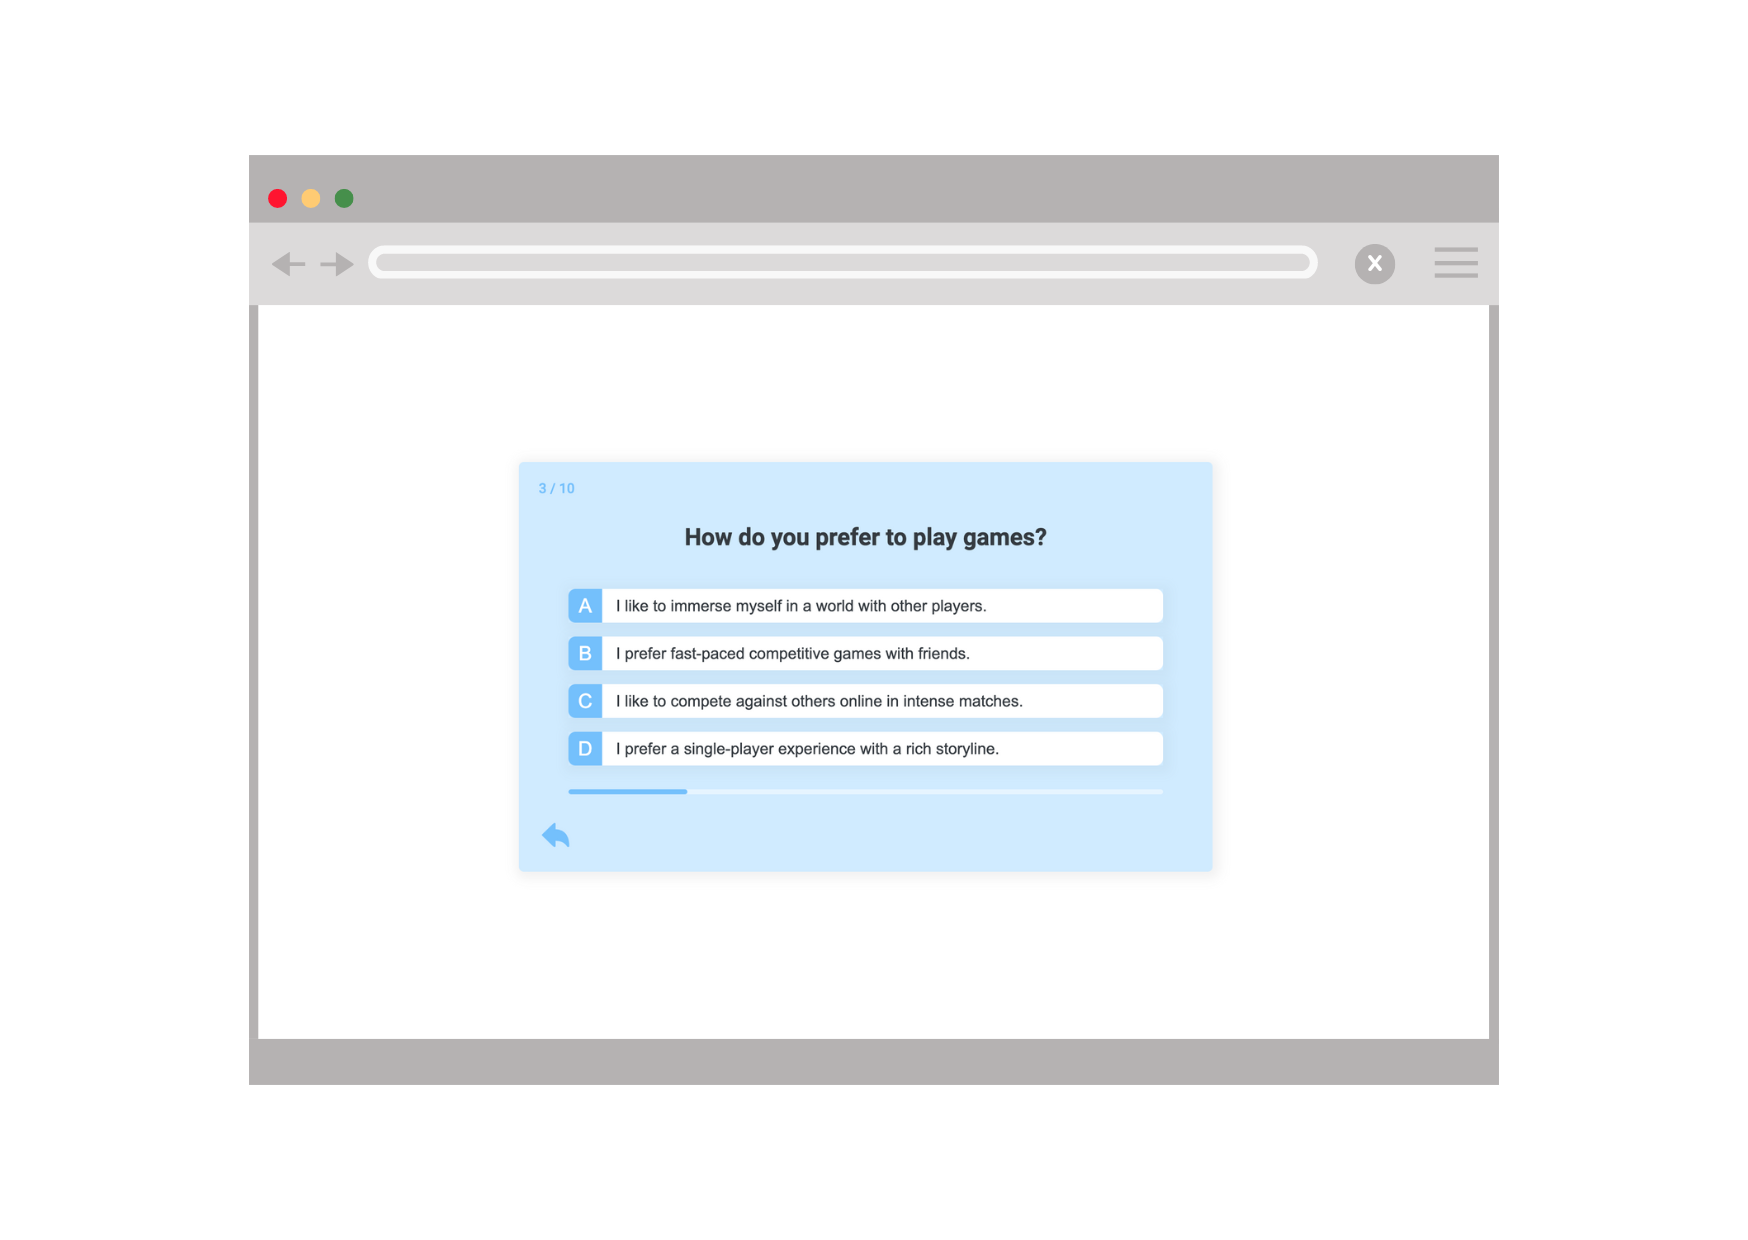 X
3 / 10
How do you prefer to play games?
A I like to immerse myself in a world with other players.
B I prefer fast-paced competitive games with friends.
C I like to compete against others online in intense matches.
D I prefer a single-player experience with a rich storyline.